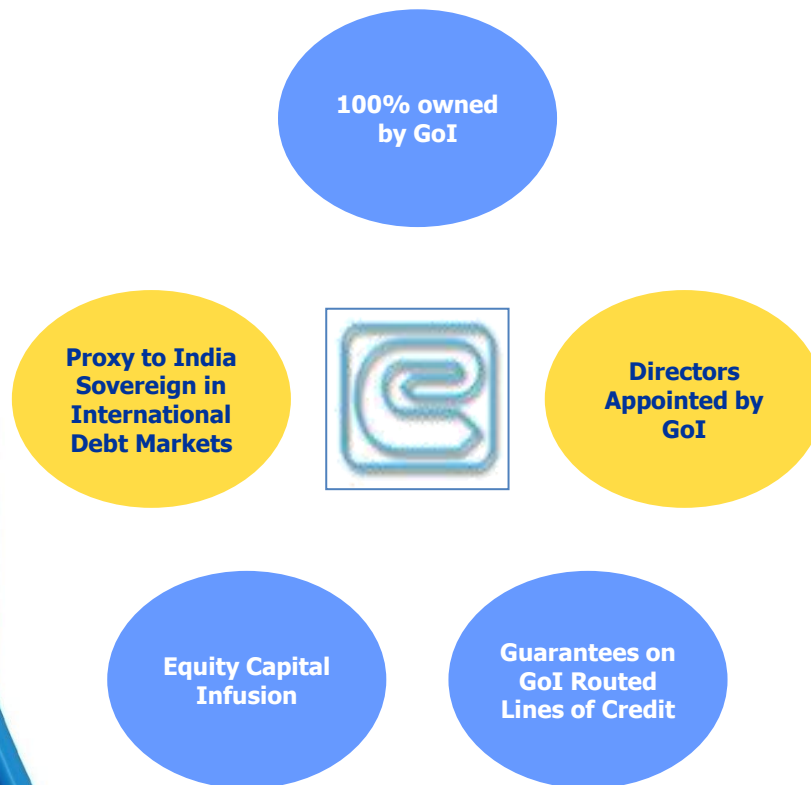 100% owned
by GoI
Proxy to India
Sovereign in
International
Debt Markets
Directors
Appointed by
GoI
Equity Capital
Infusion
Guarantees on
GoI Routed
Lines of Credit